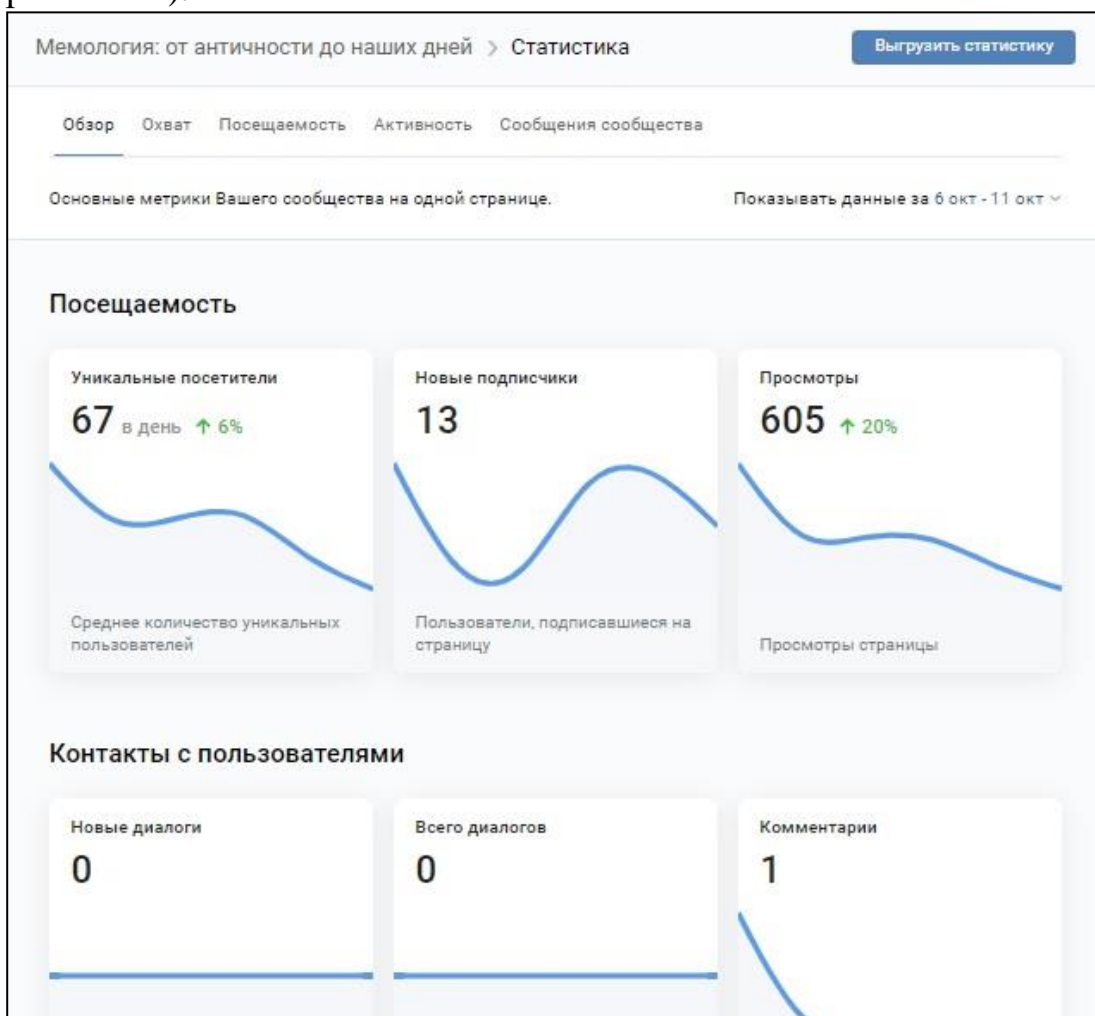 Мемология: от античности до наших дней > Статистика
Выгрузить статистику
Обзор Охват Посещаемость Активность Сообщения сообщества
Основные метрики Вашего сообщества на одной странице.
Показывать данные за 6 окт - 11 окт
Посещаемость
Уникальные посетители
67 в день ↑ 6%
Среднее количество уникальных
пользователей
Новые подписчики
13
Пользователи, подписавшиеся на
страницу
Просмотры
605 ↑ 20%
Просмотры страницы
Контакты с пользователями
Новые диалоги
0
Всего диалогов
0
Комментарии
1